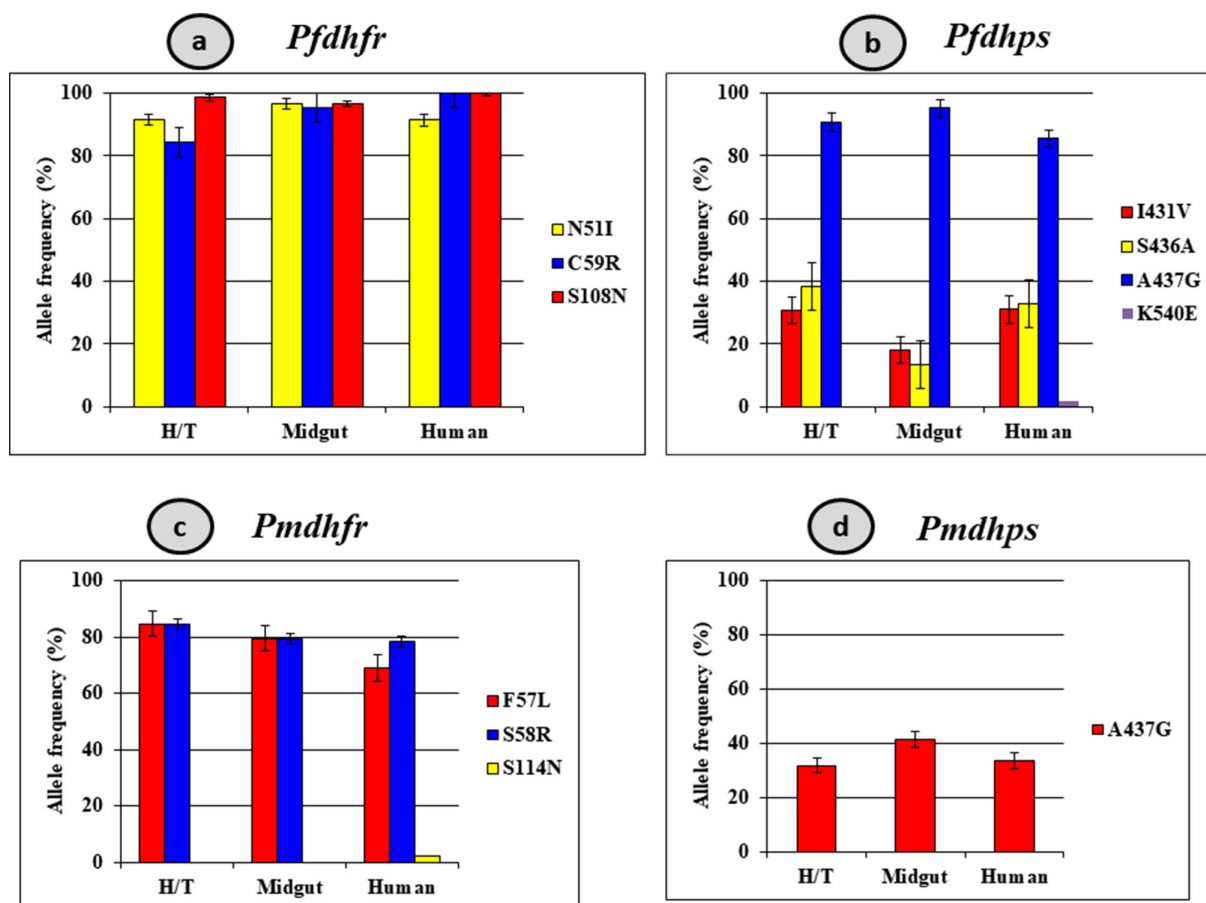 a Pfdhfr
Allele frequency (%)
100
80
60
40
20
0
H/T Midgut Human
N51I
C59R
S108N
b Pfdhps
Allele frequency (%)
100
80
60
40
20
0
H/T Midgut Human
I431V
S436A
A437G
K540E
c Pmdhfr
Allele frequency (%)
100
80
60
40
20
0
H/T Midgut Human
F57L
S58R
S114N
d Pmdhps
Allele frequency (%)
100
80
60
40
20
0
H/T Midgut Human
A437G